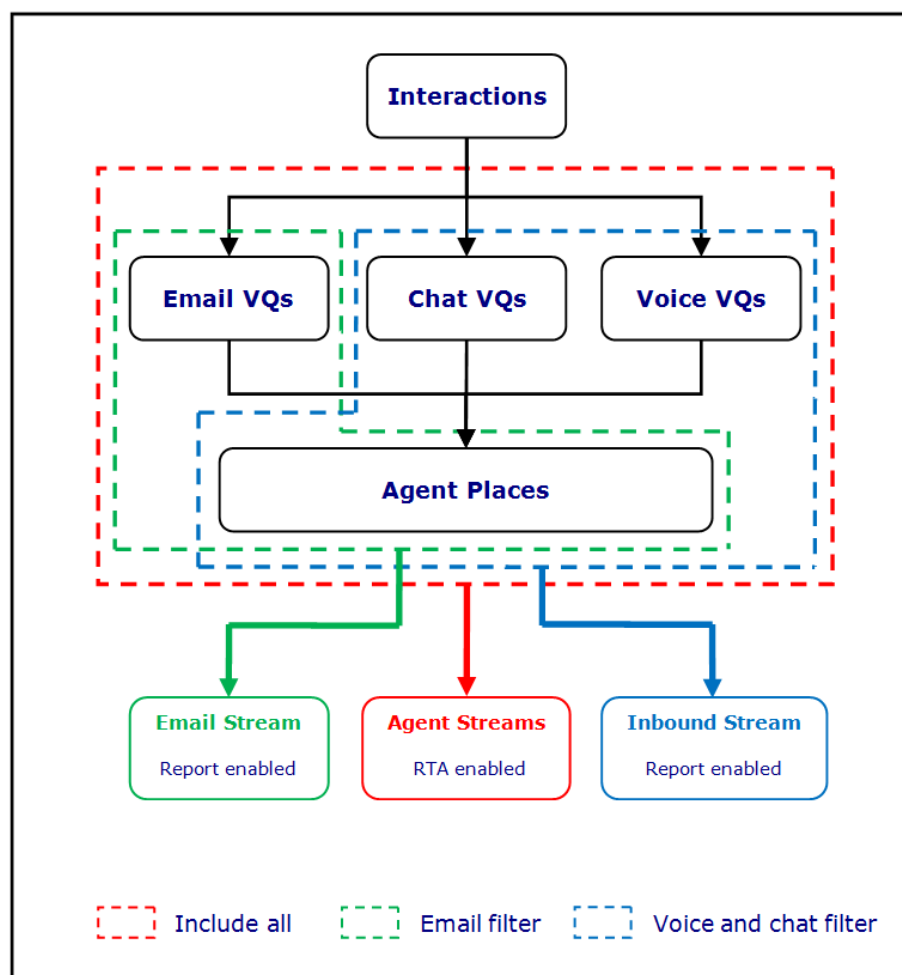 Interactions
Email VQs
Chat VQs
Voice VQs
Agent Places
Email Stream
Report enabled
Agent Streams
RTA enabled
Inbound Stream
Report enabled
Include all
Email filter
Voice and chat filter